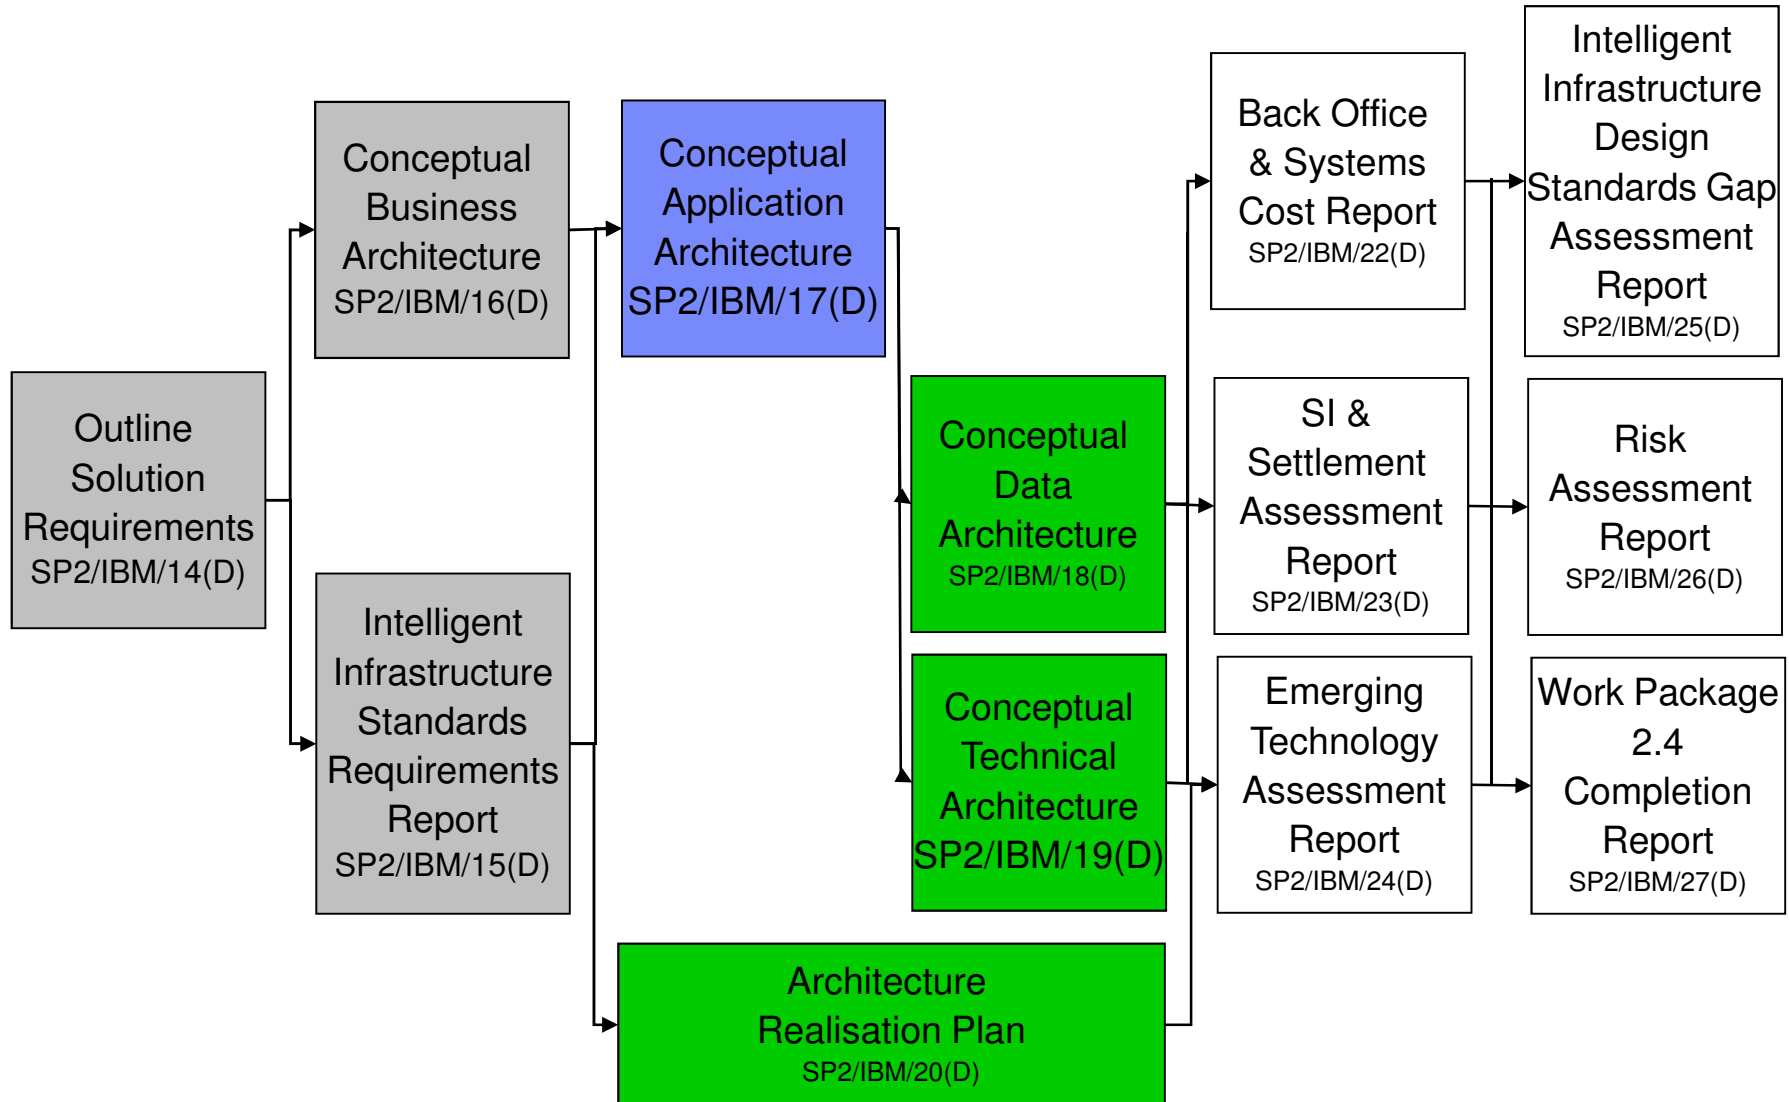 Outline
Solution
Requirements
SP2/IBM/14(D)
Conceptual
Business
Architecture
SP2/IBM/16(D)
Intelligent
Infrastructure
Standards
Requirements
Report
SP2/IBM/15(D)
Conceptual
Application
Architecture
SP2/IBM/17(D)
Conceptual
Data
Architecture
SP2/IBM/18(D)
Conceptual
Technical
Architecture
SP2/IBM/19(D)
Architecture
Realisation Plan
SP2/IBM/20(D)
Back Office
& Systems
Cost Report
SP2/IBM/22(D)
SI &
Settlement
Assessment
Report
SP2/IBM/23(D)
Emerging
Technology
Assessment
Report
SP2/IBM/24(D)
Intelligent
Infrastructure
Design
Standards Gap
Assessment
Report
SP2/IBM/25(D)
Risk
Assessment
Report
SP2/IBM/26(D)
Work Package
2.4
Completion
Report
SP2/IBM/27(D)